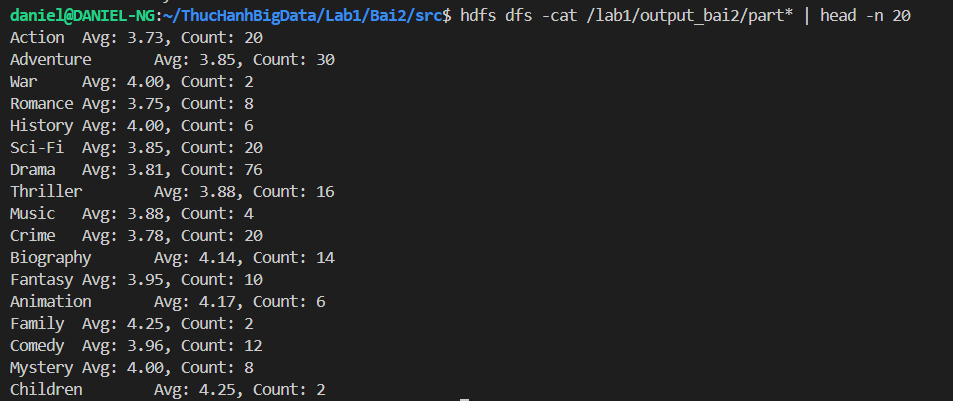 daniel@DANIEL-NG:~/ThucHanhBigData/Lab1/Bai2/src$ hdfs dfs -cat /lab1/output_bai2/part* | head -n 20
Action  Avg: 3.73, Count: 20
Adventure       Avg: 3.85, Count: 30
War     Avg: 4.00, Count: 2
Romance Avg: 3.75, Count: 8
History Avg: 4.00, Count: 6
Sci-Fi  Avg: 3.85, Count: 20
Drama   Avg: 3.81, Count: 76
Thriller        Avg: 3.88, Count: 16
Music   Avg: 3.88, Count: 4
Crime   Avg: 3.78, Count: 20
Biography       Avg: 4.14, Count: 14
Fantasy Avg: 3.95, Count: 10
Animation       Avg: 4.17, Count: 6
Family  Avg: 4.25, Count: 2
Comedy  Avg: 3.96, Count: 12
Mystery Avg: 4.00, Count: 8
Children        Avg: 4.25, Count: 2